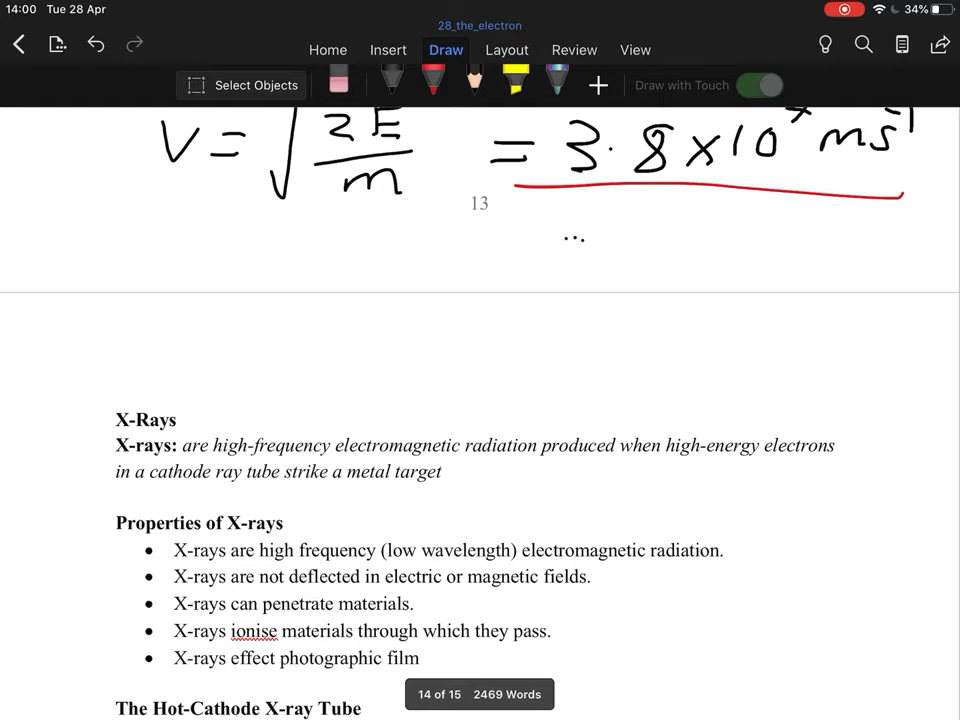 14:00 Tue 28 Apr 34%
28_the_electron
Home Insert Draw Layout Review View
Select Objects Draw with Touch
V = √ 2E / m = 3.8 × 10 ms⁻¹
13
...
X-Rays
X-rays: are high-frequency electromagnetic radiation produced when high-energy electrons
in a cathode ray tube strike a metal target
Properties of X-rays
• X-rays are high frequency (low wavelength) electromagnetic radiation.
• X-rays are not deflected in electric or magnetic fields.
• X-rays can penetrate materials.
• X-rays ionise materials through which they pass.
• X-rays effect photographic film
14 of 15 2469 Words
The Hot-Cathode X-ray Tube